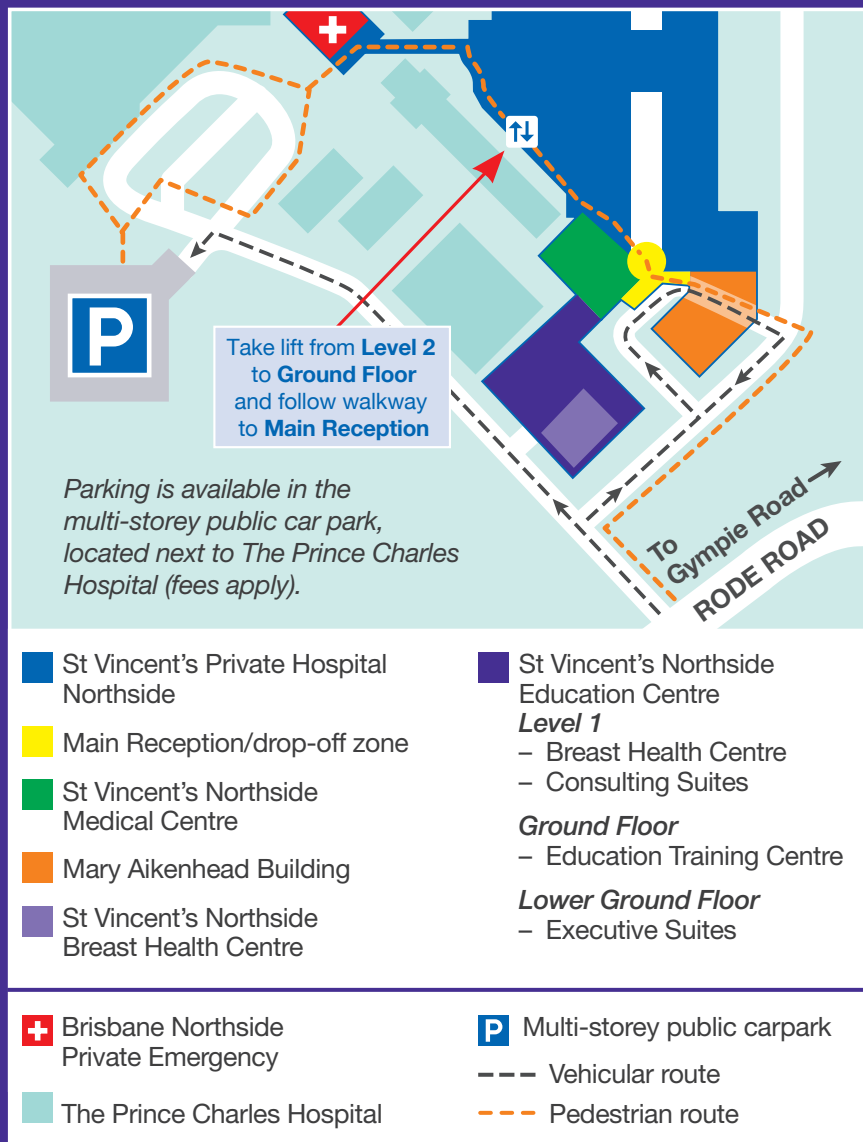 Take lift from Level 2
to Ground Floor
and follow walkway
to Main Reception
P
Parking is available in the
multi-storey public car park,
located next to The Prince Charles
Hospital (fees apply).
To
Gympie Road
RODE ROAD
St Vincent's Private Hospital
Northside
Main Reception/drop-off zone
St Vincent's Northside
Medical Centre
Mary Aikenhead Building
St Vincent's Northside
Breast Health Centre
St Vincent's Northside
Education Centre
Level 1
– Breast Health Centre
– Consulting Suites
Ground Floor
– Education Training Centre
Lower Ground Floor
– Executive Suites
Brisbane Northside
Private Emergency
The Prince Charles Hospital
P Multi-storey public carpark
Vehicular route
Pedestrian route